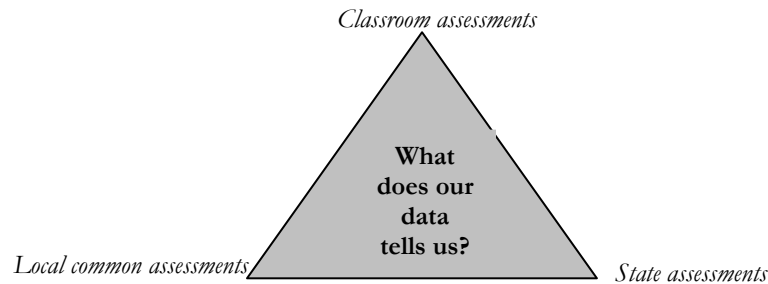 Classroom assessments
What
does our
data
tells us?
Local common assessments
State assessments